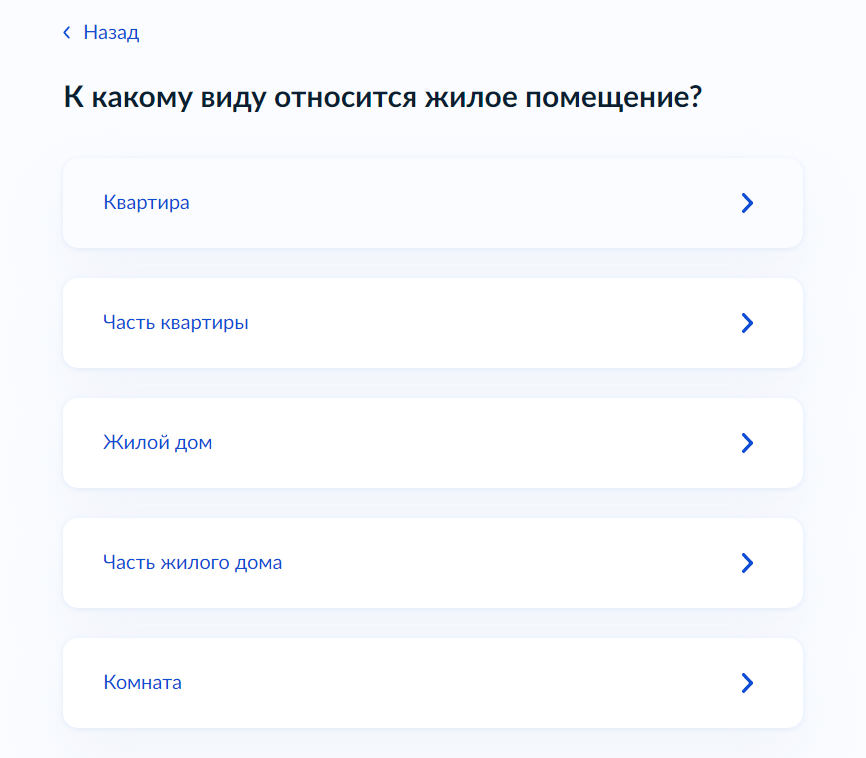 Назад
К какому виду относится жилое помещение?
Квартира
Часть квартиры
Жилой дом
Часть жилого дома
Комната